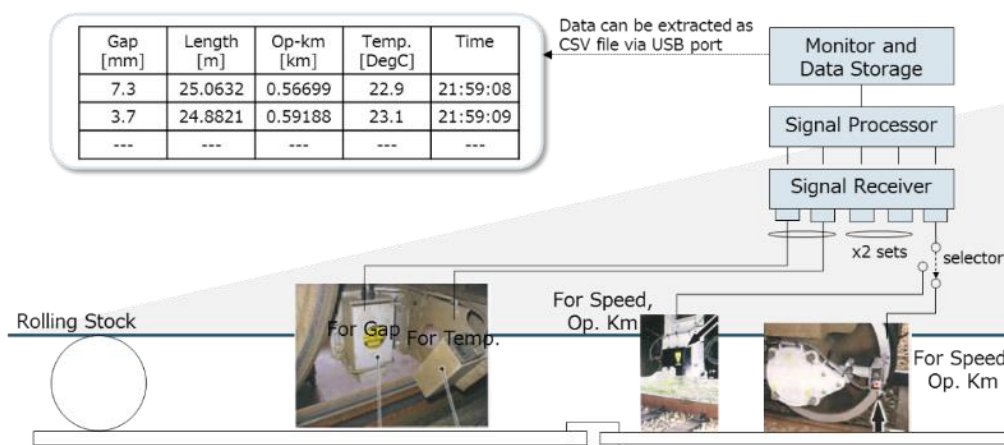 Data can be extracted as
CSV file via USB port
Gap [mm] Length [m] Op-km [km] Temp. [DegC] Time
7.3 25.0632 0.56699 22.9 21:59:08
3.7 24.8821 0.59188 23.1 21:59:09
--- --- --- --- ---
Monitor and
Data Storage
Signal Processor
Signal Receiver
x2 sets
selector
Rolling Stock
For Gap
For Temp.
For Speed,
Op. Km
For Speed
Op. Km